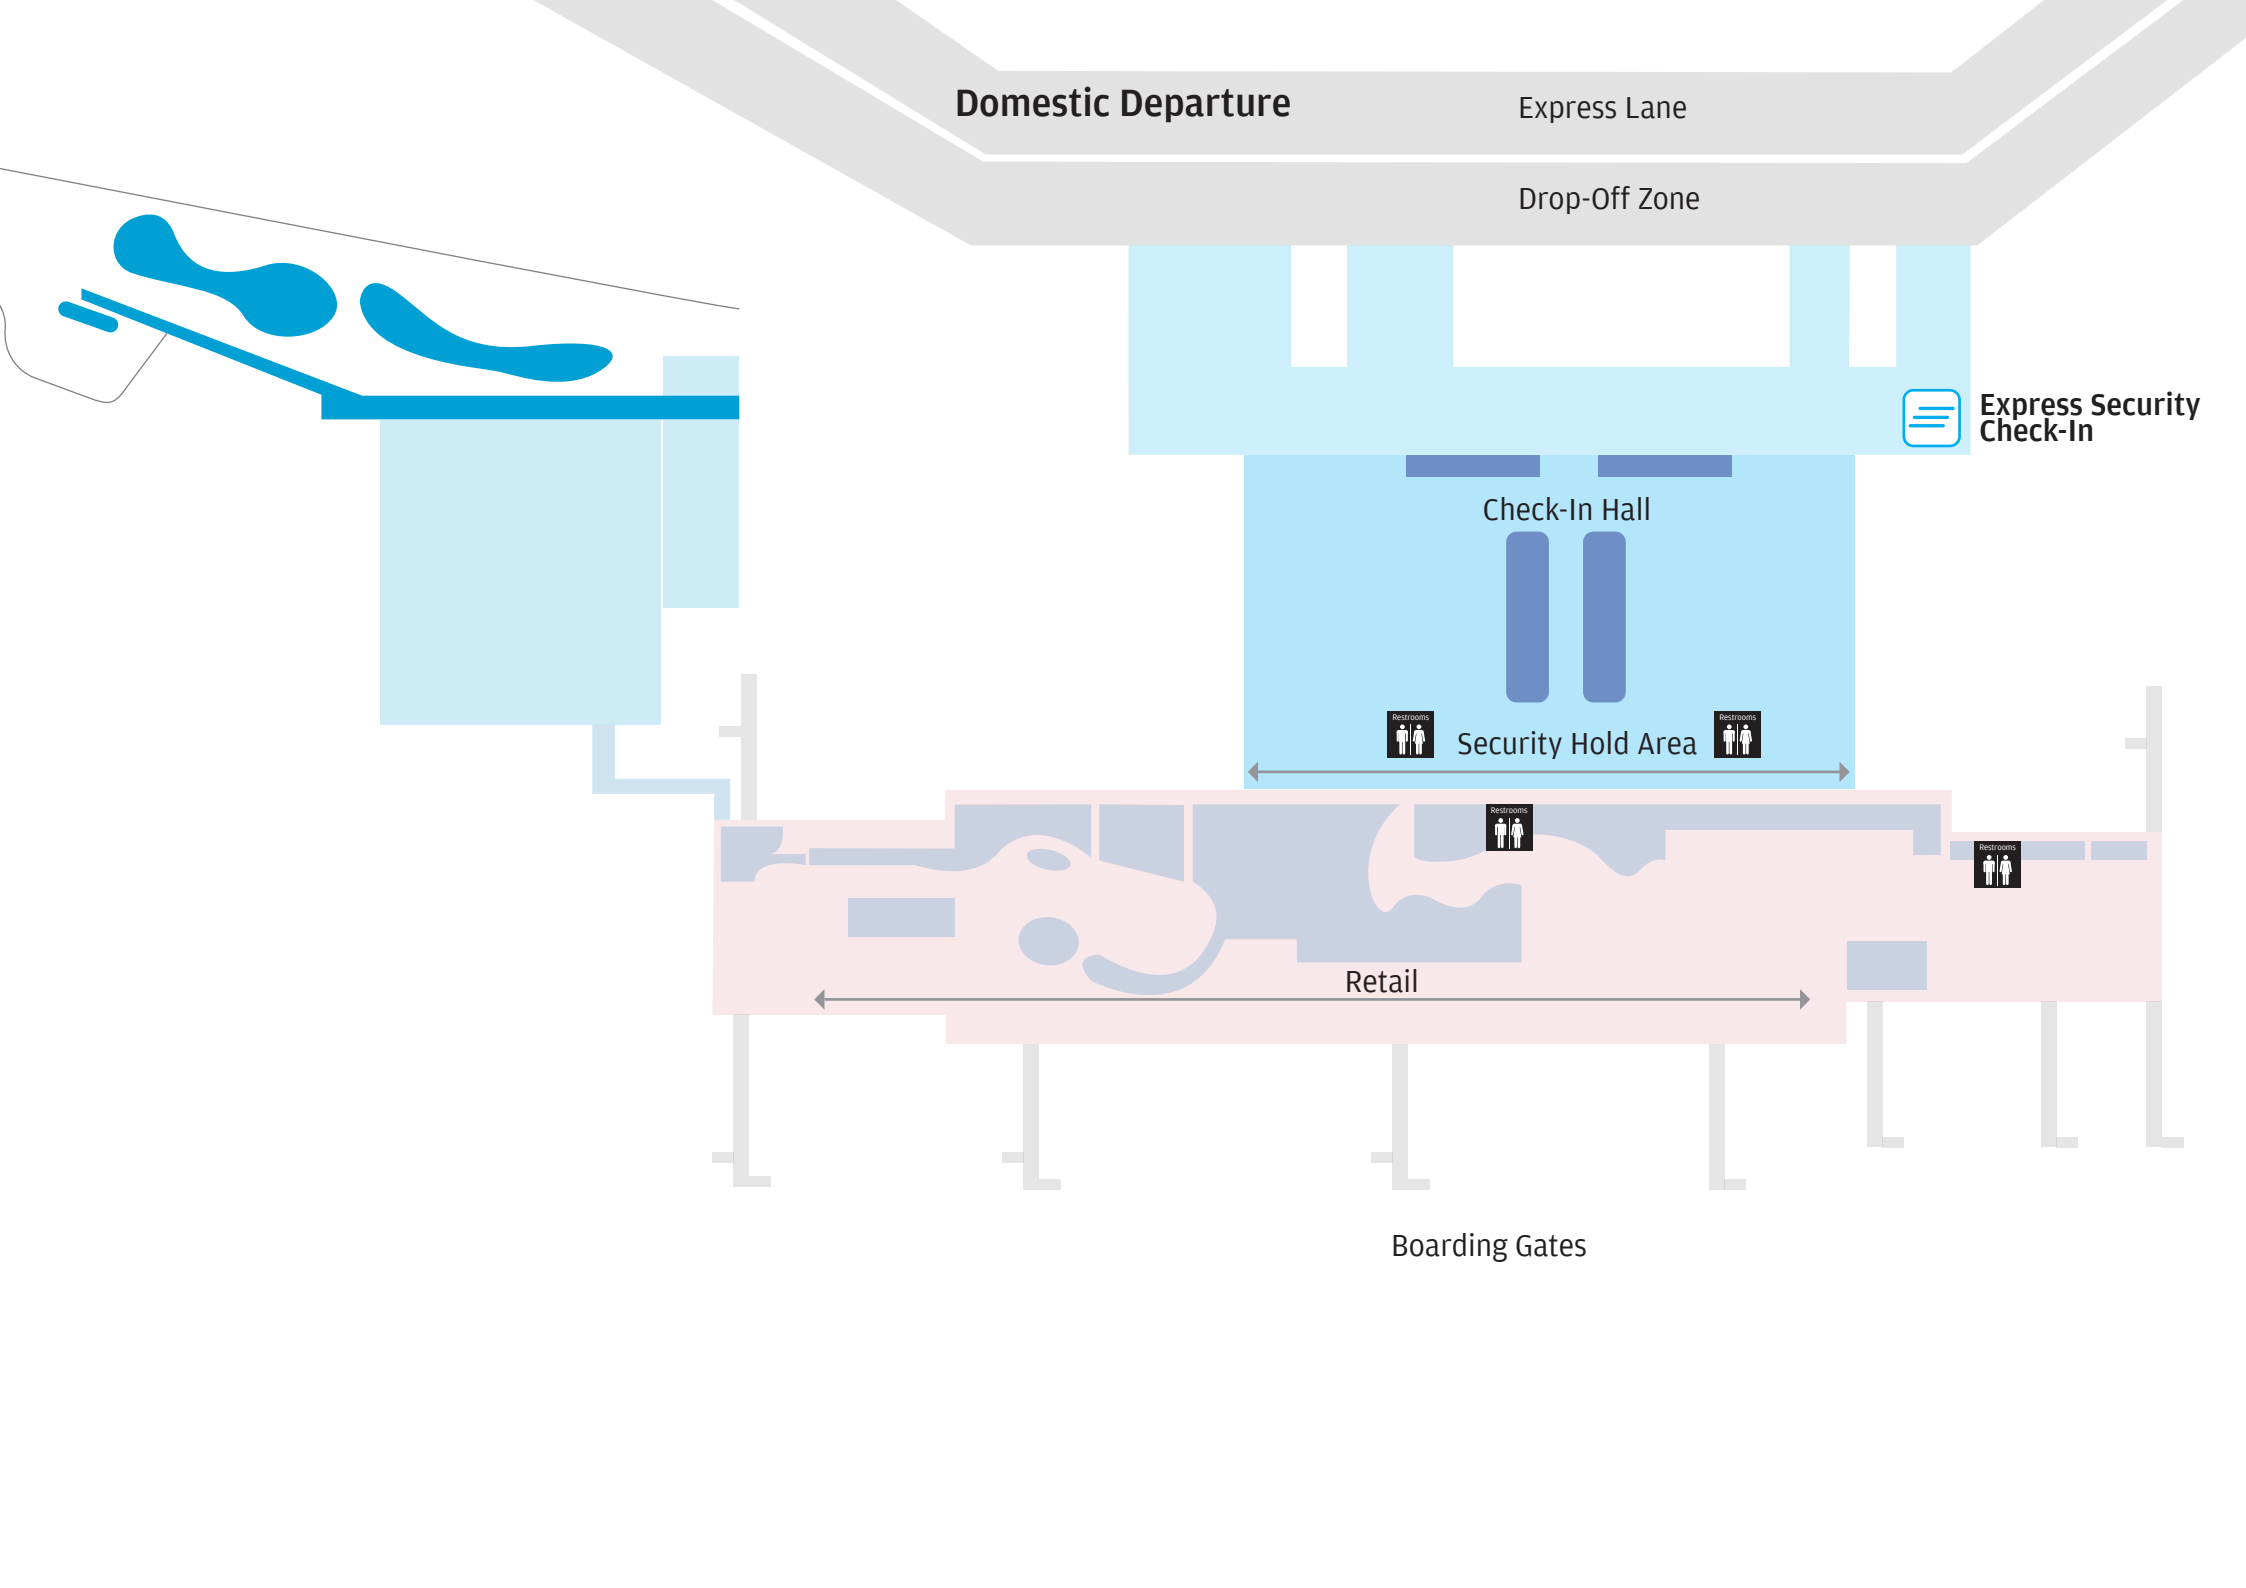 Domestic Departure
Express Lane
Drop-Off Zone
Express Security
Check-In
Check-In Hall
Restrooms
Security Hold Area
Restrooms
Restrooms
Restrooms
Retail
Boarding Gates